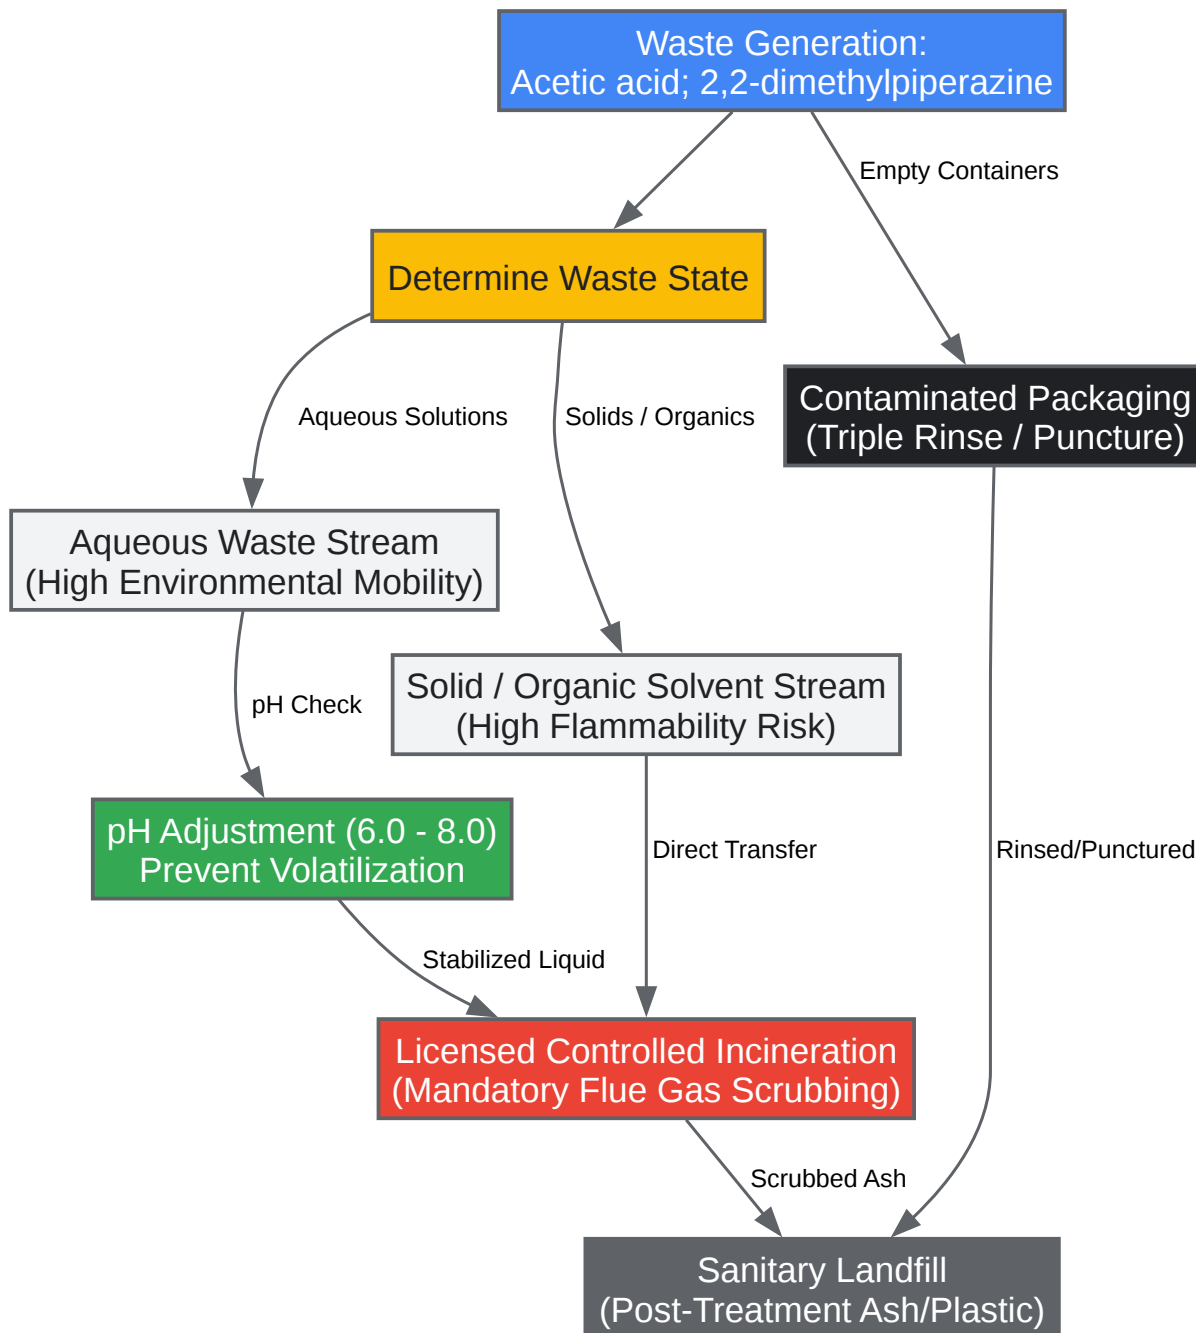 Waste Generation:
Acetic acid; 2,2-dimethylpiperazine
Empty Containers
Determine Waste State
Aqueous Solutions
Solids / Organics
Contaminated Packaging
(Triple Rinse / Puncture)
Aqueous Waste Stream
(High Environmental Mobility)
Solid / Organic Solvent Stream
(High Flammability Risk)
pH Check
pH Adjustment (6.0 - 8.0)
Prevent Volatilization
Direct Transfer
Rinsed/Punctured
Stabilized Liquid
Licensed Controlled Incineration
(Mandatory Flue Gas Scrubbing)
Scrubbed Ash
Sanitary Landfill
(Post-Treatment Ash/Plastic)